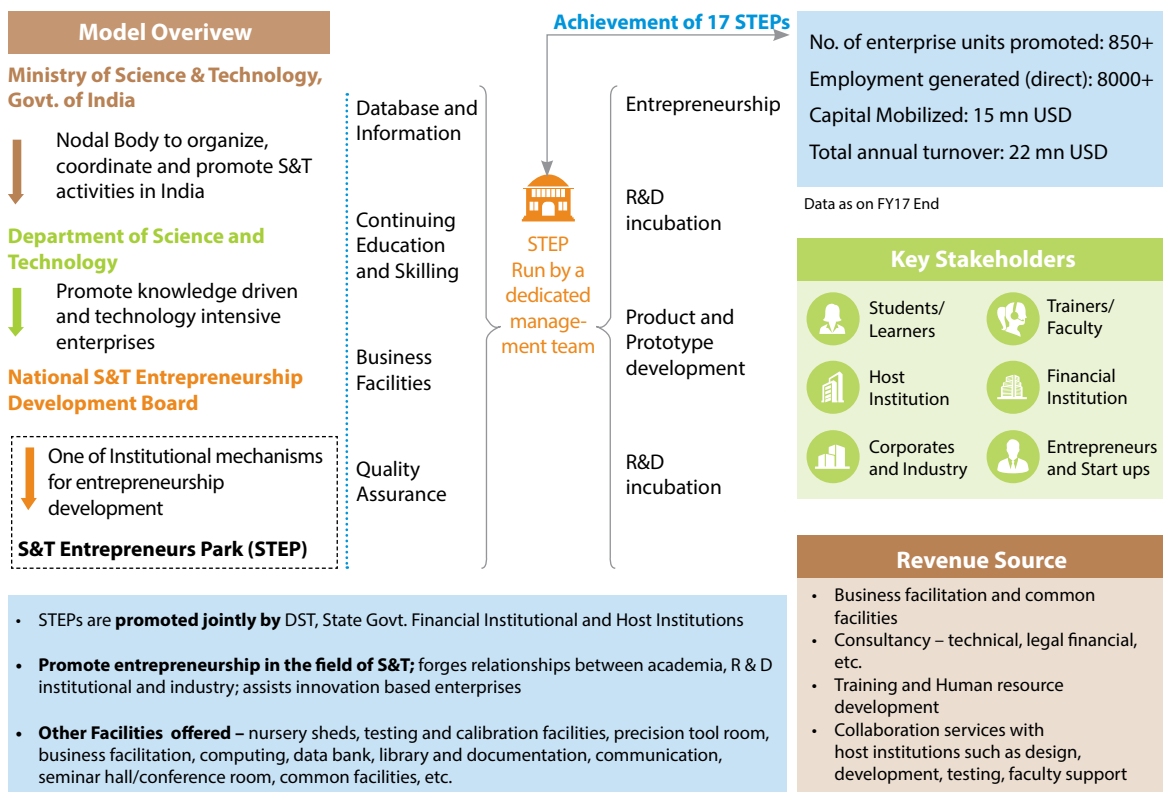 Model Overivew
Ministry of Science & Technology,
Govt. of India
Nodal Body to organize,
coordinate and promote S&T
activities in India
Department of Science and
Technology
Promote knowledge driven
and technology intensive
enterprises
National S&T Entrepreneurship
Development Board
One of Institutional mechanisms
for entrepreneurship
development
S&T Entrepreneurs Park (STEP)
Database and
Information
Continuing
Education
and Skilling
Business
Facilities
Quality
Assurance
Achievement of 17 STEPs
STEP
Run by a
dedicated
manage-
ment team
Entrepreneurship
R&D
incubation
Product and
Prototype
development
R&D
incubation
No. of enterprise units promoted: 850+
Employment generated (direct): 8000+
Capital Mobilized: 15 mn USD
Total annual turnover: 22 mn USD
Data as on FY17 End
Key Stakeholders
Students/
Learners
Trainers/
Faculty
Host
Institution
Financial
Institution
Corporates
and Industry
Entrepreneurs
and Start ups
Revenue Source
• Business facilitation and common
facilities
• Consultancy – technical, legal financial,
etc.
• Training and Human resource
development
• Collaboration services with
host institutions such as design,
development, testing, faculty support
• STEPs are promoted jointly by DST, State Govt. Financial Institutional and Host Institutions
• Promote entrepreneurship in the field of S&T; forges relationships between academia, R & D
institutional and industry; assists innovation based enterprises
• Other Facilities offered – nursery sheds, testing and calibration facilities, precision tool room,
business facilitation, computing, data bank, library and documentation, communication,
seminar hall/conference room, common facilities, etc.